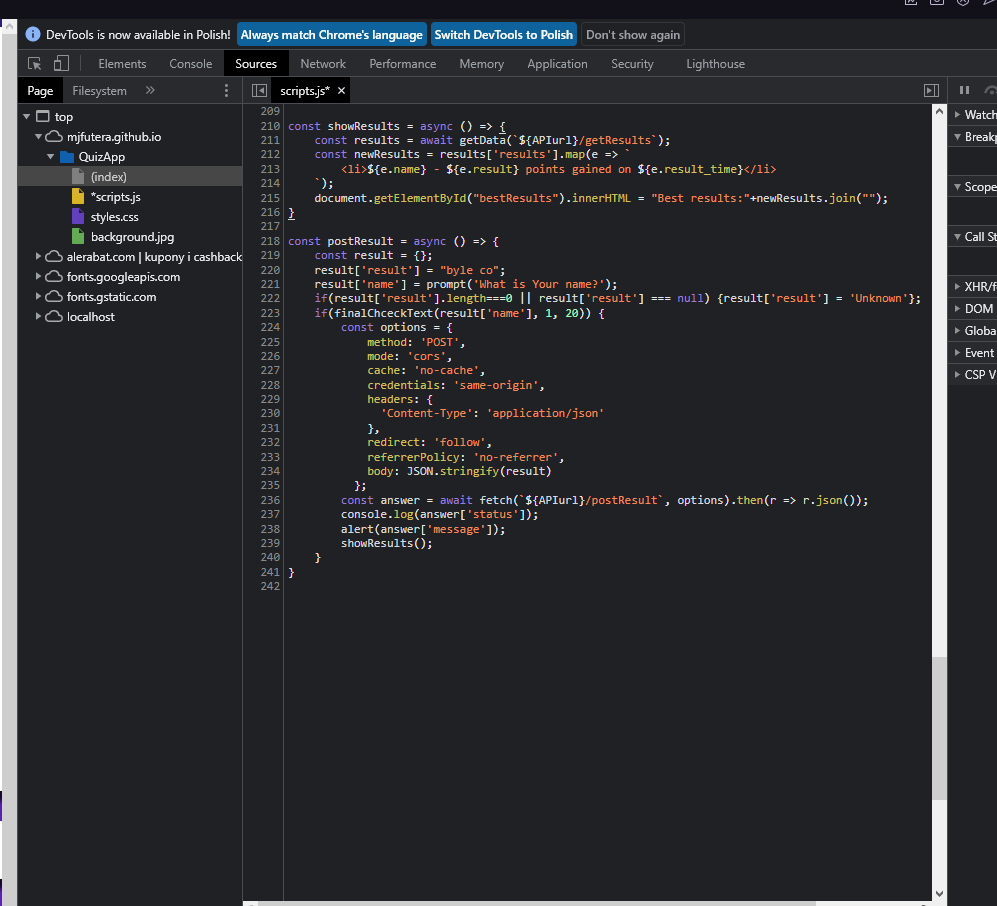 DevTools is now available in Polish! Always match Chrome's language Switch DevTools to Polish Don't show again
Elements Console Sources Network Performance Memory Application Security Lighthouse
Page Filesystem » scripts.js* ×
top
mjfutera.github.io
QuizApp
(index)
*scripts.js
styles.css
background.jpg
alerabat.com | kupony i cashback
fonts.googleapis.com
fonts.gstatic.com
localhost
209
210 const showResults = async () => {
211 const results = await getData(`${APIurl}/getResults`);
212 const newResults = results['results'].map(e => `
213 <li>${e.name} - ${e.result} points gained on ${e.result_time}</li>
214 `);
215 document.getElementById("bestResults").innerHTML = "Best results:"+newResults.join("");
216 }
217
218 const postResult = async () => {
219 const result = {};
220 result['result'] = "byle co";
221 result['name'] = prompt('What is Your name?');
222 if(result['result'].length===0 || result['result'] === null) {result['result'] = 'Unknown'};
223 if(finalChceckText(result['name'], 1, 20)) {
224 const options = {
225 method: 'POST',
226 mode: 'cors',
227 cache: 'no-cache',
228 credentials: 'same-origin',
229 headers: {
230 'Content-Type': 'application/json'
231 },
232 redirect: 'follow',
233 referrerPolicy: 'no-referrer',
234 body: JSON.stringify(result)
235 };
236 const answer = await fetch(`${APIurl}/postResult`, options).then(r => r.json());
237 console.log(answer['status']);
238 alert(answer['message']);
239 showResults();
240 }
241 }
242
Watch
Breakp
Scope
Call St
XHR/f
DOM
Globa
Event
CSP V